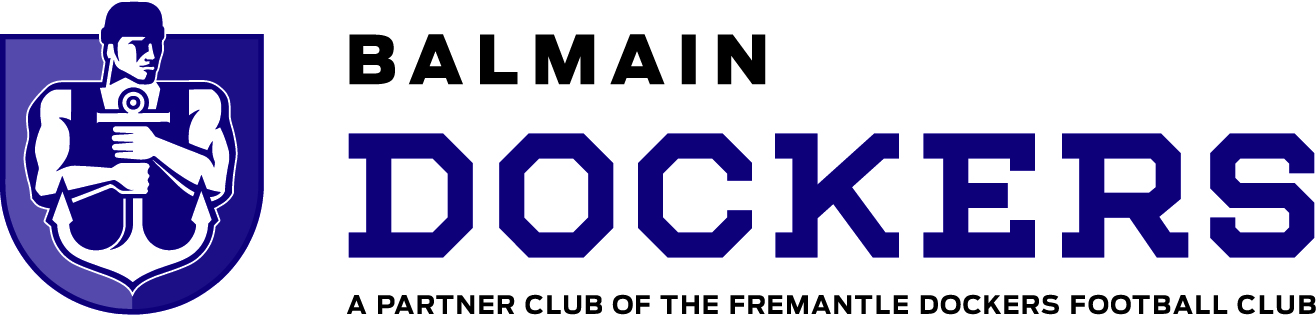 BALMAIN
DOCKERS
A PARTNER CLUB OF THE FREMANTLE DOCKERS FOOTBALL CLUB